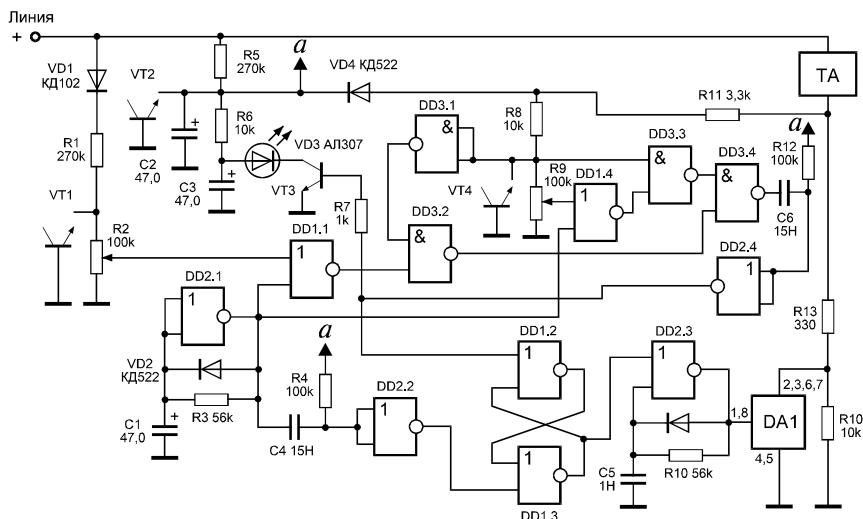 Линия
+
VD1
КД102
R1
270k
VT1
R2
100k
VT2
C2
47,0
R5
270k
a
R6
10k
C3
47,0
VD3 АЛ307
VT3
R7
1k
VD4 КД522
DD3.1
&
R8
10k
VT4
R9
100k
DD1.4
1
DD3.3
&
DD3.4
&
R11 3,3k
TA
a
R12
100k
C6
15Н
DD3.2
&
DD1.1
1
DD2.4
1
R13
330
DD2.1
1
VD2
КД522
R3 56k
C1
47,0
a
R4
100k
C4 15Н
DD2.2
1
DD1.2
1
1
DD1.3
DD2.3
1
C5
1Н
R10 56k
1,8
2,3,6,7
DA1
4,5
R10
10k